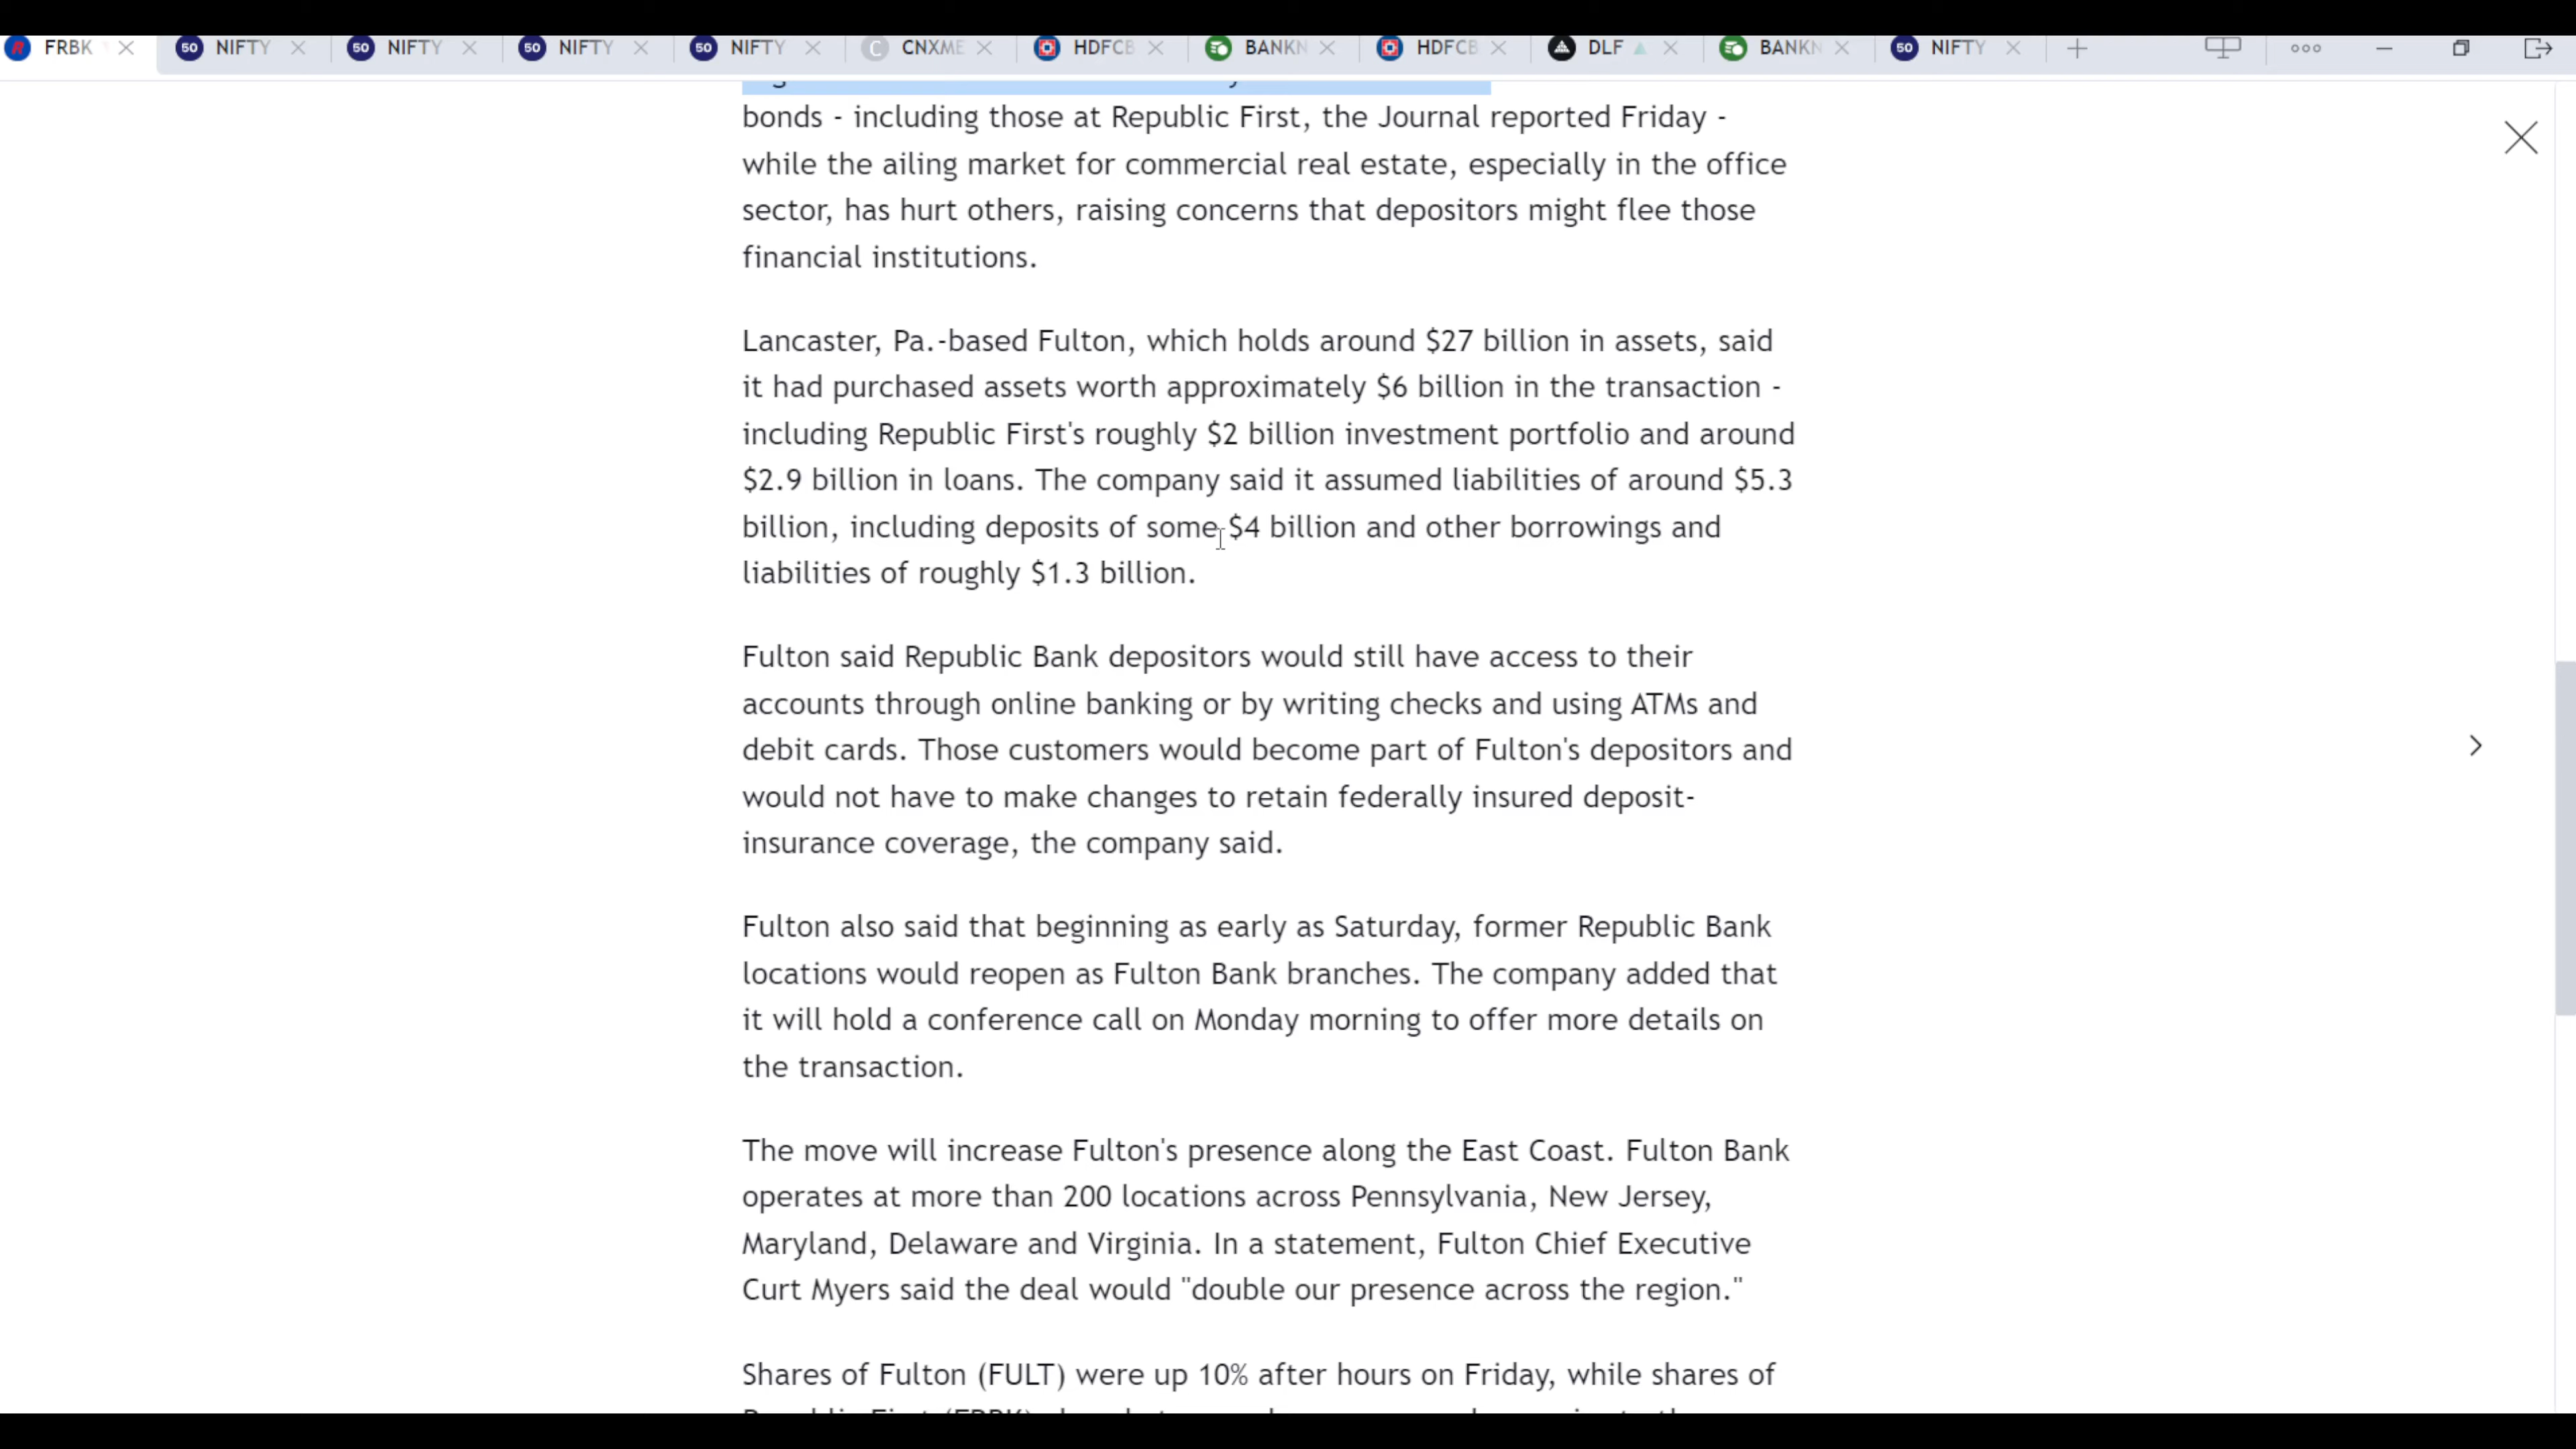 FRBK NIFTY NIFTY NIFTY NIFTY CNXME HDFCB BANKN HDFCB DLF BANKN NIFTY
bonds - including those at Republic First, the Journal reported Friday -
while the ailing market for commercial real estate, especially in the office
sector, has hurt others, raising concerns that depositors might flee those
financial institutions.
Lancaster, Pa.-based Fulton, which holds around $27 billion in assets, said
it had purchased assets worth approximately $6 billion in the transaction -
including Republic First's roughly $2 billion investment portfolio and around
$2.9 billion in loans. The company said it assumed liabilities of around $5.3
billion, including deposits of some $4 billion and other borrowings and
liabilities of roughly $1.3 billion.
Fulton said Republic Bank depositors would still have access to their
accounts through online banking or by writing checks and using ATMs and
debit cards. Those customers would become part of Fulton's depositors and
would not have to make changes to retain federally insured deposit-
insurance coverage, the company said.
Fulton also said that beginning as early as Saturday, former Republic Bank
locations would reopen as Fulton Bank branches. The company added that
it will hold a conference call on Monday morning to offer more details on
the transaction.
The move will increase Fulton's presence along the East Coast. Fulton Bank
operates at more than 200 locations across Pennsylvania, New Jersey,
Maryland, Delaware and Virginia. In a statement, Fulton Chief Executive
Curt Myers said the deal would "double our presence across the region."
Shares of Fulton (FULT) were up 10% after hours on Friday, while shares of